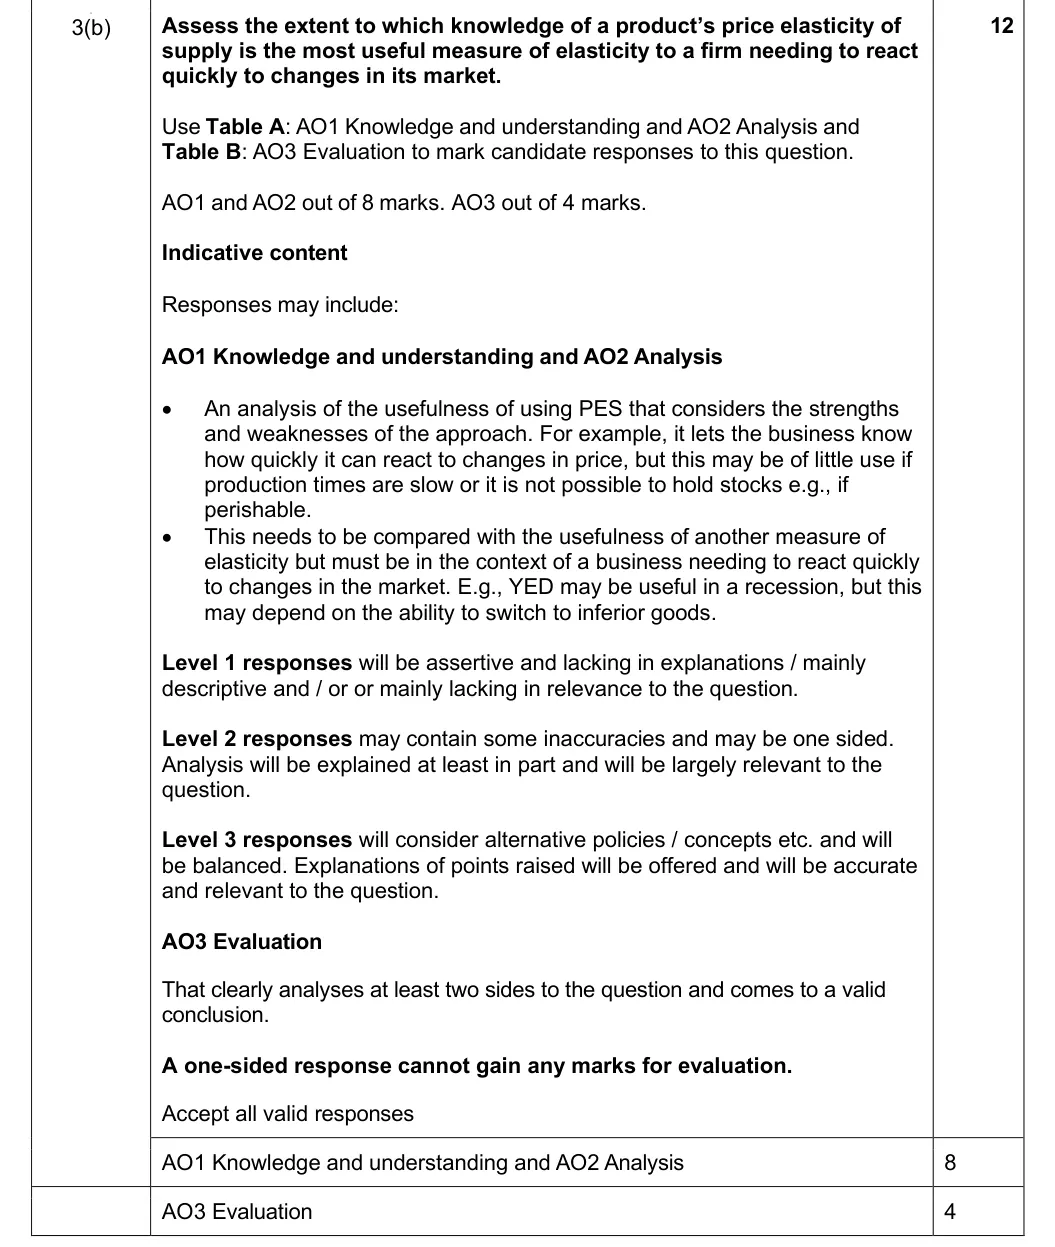 3(b)
Assess the extent to which knowledge of a product's price elasticity of
supply is the most useful measure of elasticity to a firm needing to react
quickly to changes in its market.
12
Use Table A: AO1 Knowledge and understanding and AO2 Analysis and
Table B: AO3 Evaluation to mark candidate responses to this question.
AO1 and AO2 out of 8 marks. AO3 out of 4 marks.
Indicative content
Responses may include:
AO1 Knowledge and understanding and AO2 Analysis
• An analysis of the usefulness of using PES that considers the strengths
and weaknesses of the approach. For example, it lets the business know
how quickly it can react to changes in price, but this may be of little use if
production times are slow or it is not possible to hold stocks e.g., if
perishable.
• This needs to be compared with the usefulness of another measure of
elasticity but must be in the context of a business needing to react quickly
to changes in the market. E.g., YED may be useful in a recession, but this
may depend on the ability to switch to inferior goods.
Level 1 responses will be assertive and lacking in explanations / mainly
descriptive and / or or mainly lacking in relevance to the question.
Level 2 responses may contain some inaccuracies and may be one sided.
Analysis will be explained at least in part and will be largely relevant to the
question.
Level 3 responses will consider alternative policies / concepts etc. and will
be balanced. Explanations of points raised will be offered and will be accurate
and relevant to the question.
AO3 Evaluation
That clearly analyses at least two sides to the question and comes to a valid
conclusion.
A one-sided response cannot gain any marks for evaluation.
Accept all valid responses
AO1 Knowledge and understanding and AO2 Analysis
8
AO3 Evaluation
4